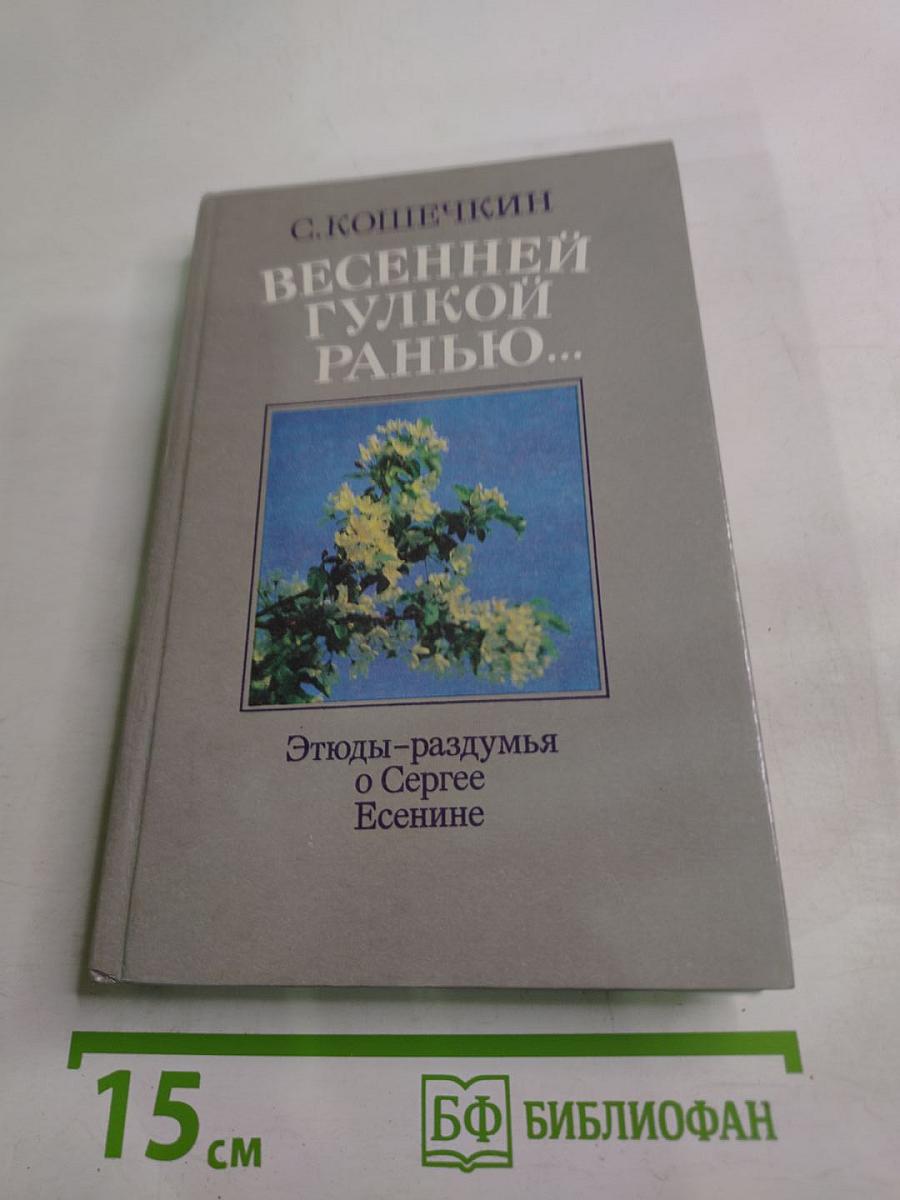 С. КОШЕЧКИН
ВЕСЕННЕЙ
ГУЛКОЙ
РАНЬЮ...
Этюды-раздумья
о Сергее
Есенине
15 см
БФ БИБЛИОФАН